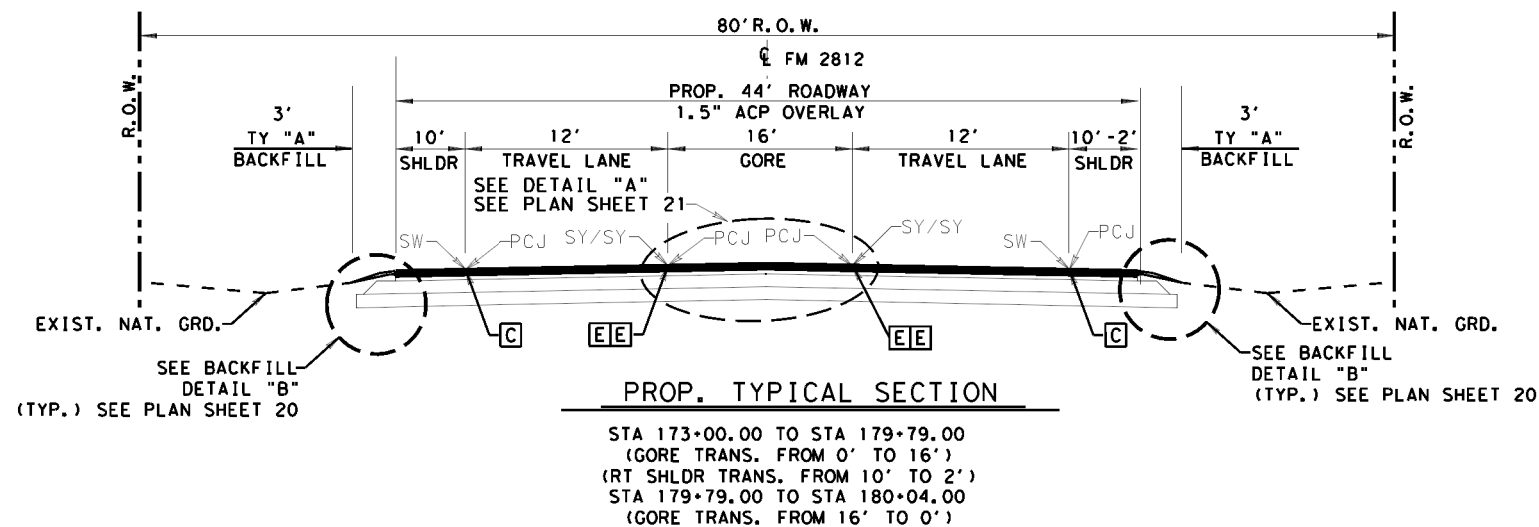 80' R.O.W.
℄ FM 2812
PROP. 44' ROADWAY
1.5" ACP OVERLAY
R.O.W.
R.O.W.
3'
TY "A"
BACKFILL
10'
SHLDR
12'
TRAVEL LANE
16'
GORE
12'
TRAVEL LANE
10'-2'
SHLDR
3'
TY "A"
BACKFILL
SEE DETAIL "A"
SEE PLAN SHEET 21
SW
PCJ
SY/SY
PCJ
PCJ
SY/SY
SW
PCJ
EXIST. NAT. GRD.
C
E E
E E
C
EXIST. NAT. GRD.
SEE BACKFILL
DETAIL "B"
(TYP.) SEE PLAN SHEET 20
SEE BACKFILL
DETAIL "B"
(TYP.) SEE PLAN SHEET 20
PROP. TYPICAL SECTION
STA 173+00.00 TO STA 179+79.00
(GORE TRANS. FROM 0' TO 16')
(RT SHLDR TRANS. FROM 10' TO 2')
STA 179+79.00 TO STA 180+04.00
(GORE TRANS. FROM 16' TO 0')